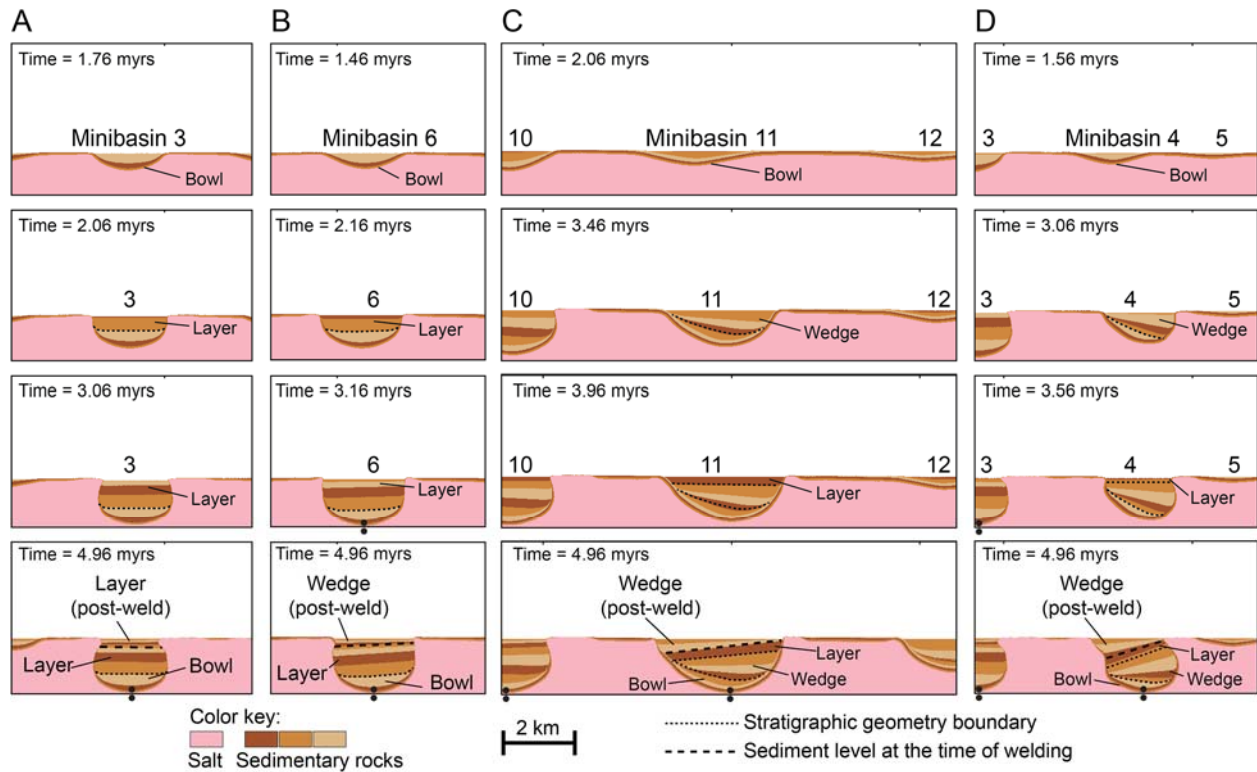 A
B
C
D
Time = 1.76 myrs
Minibasin 3
Bowl
Time = 1.46 myrs
Minibasin 6
Bowl
Time = 2.06 myrs
10
Minibasin 11
12
Bowl
Time = 1.56 myrs
3
Minibasin 4
5
Bowl
Time = 2.06 myrs
3
Layer
Time = 2.16 myrs
6
Layer
Time = 3.46 myrs
10
11
12
Wedge
Time = 3.06 myrs
3
4
5
Wedge
Time = 3.06 myrs
3
Layer
Time = 3.16 myrs
6
Layer
Time = 3.96 myrs
10
11
12
Layer
Time = 3.56 myrs
3
4
5
Layer
Time = 4.96 myrs
Layer
(post-weld)
Layer
Bowl
Time = 4.96 myrs
Wedge
(post-weld)
Layer
Bowl
Time = 4.96 myrs
Wedge
(post-weld)
Layer
Bowl
Wedge
Time = 4.96 myrs
Wedge
(post-weld)
Layer
Bowl
Wedge
Color key:
Salt
Sedimentary rocks
2 km
Stratigraphic geometry boundary
Sediment level at the time of welding